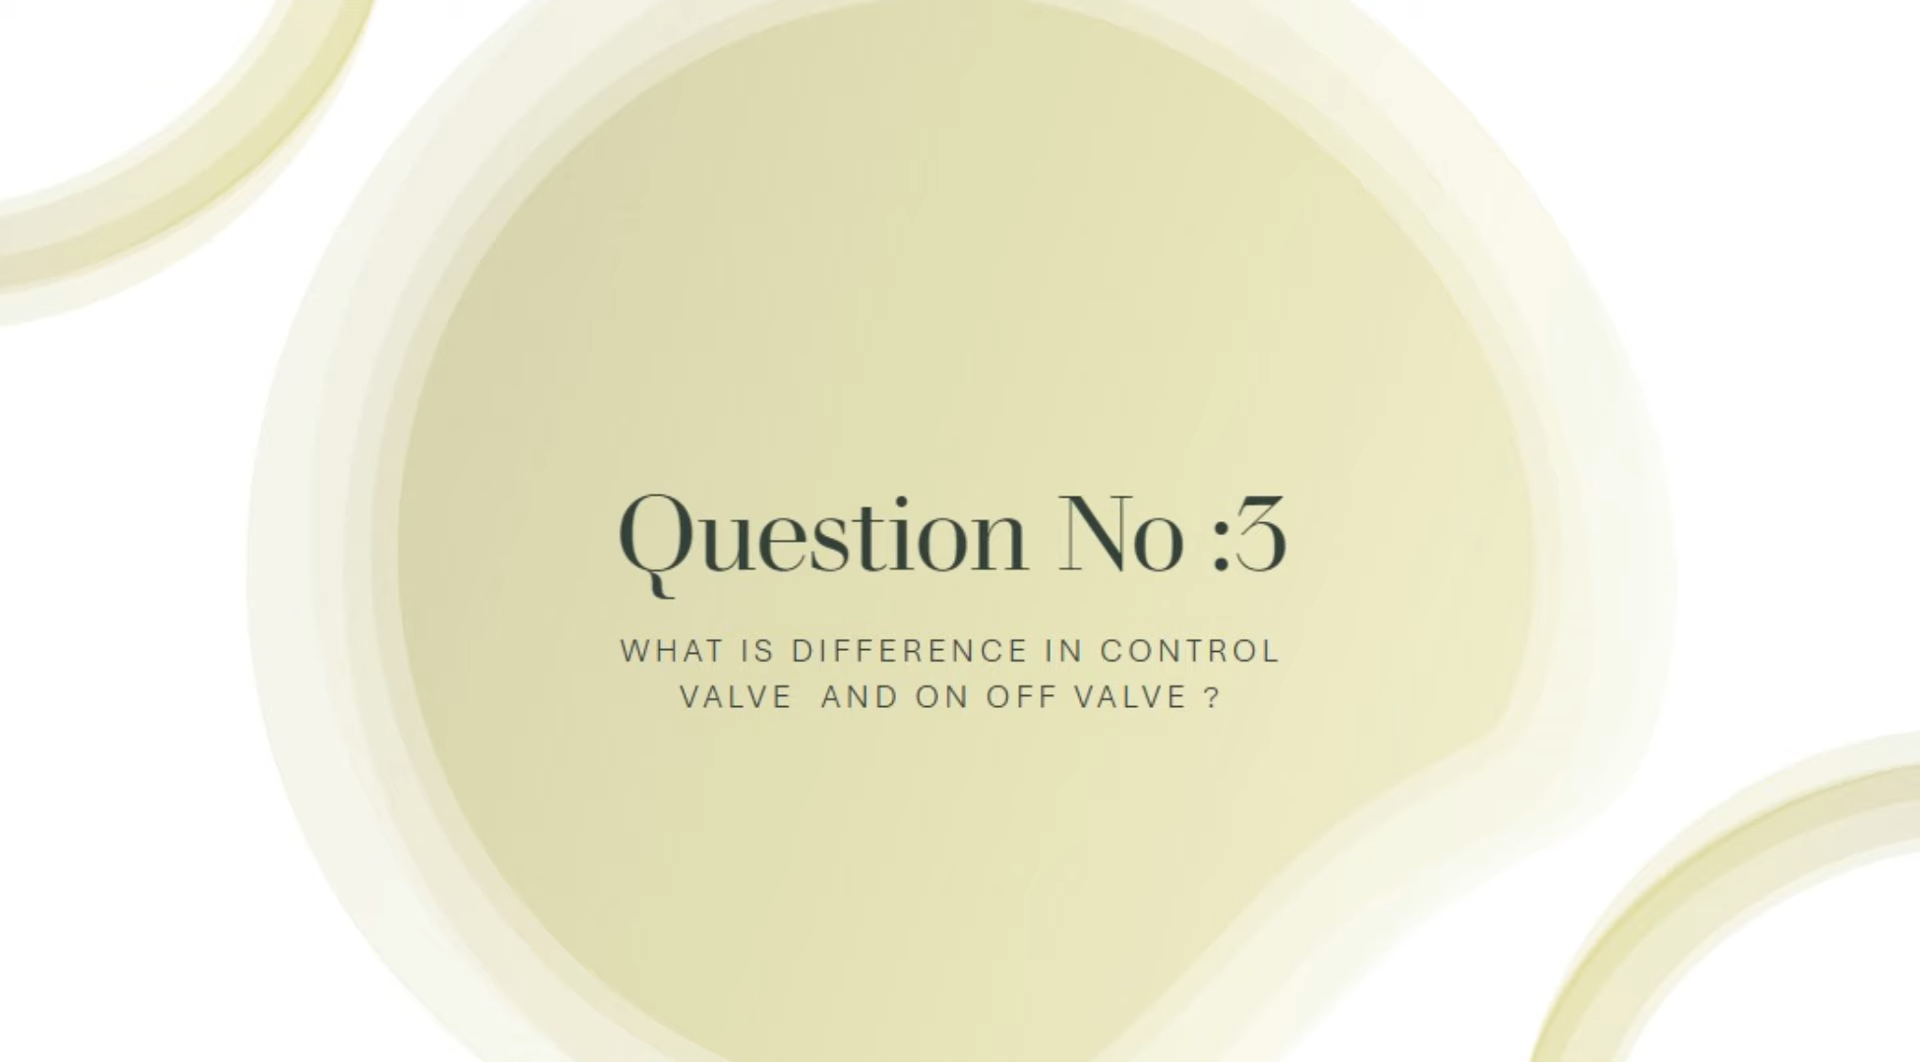 Question No :3
WHAT IS DIFFERENCE IN CONTROL
VALVE  AND ON OFF VALVE ?